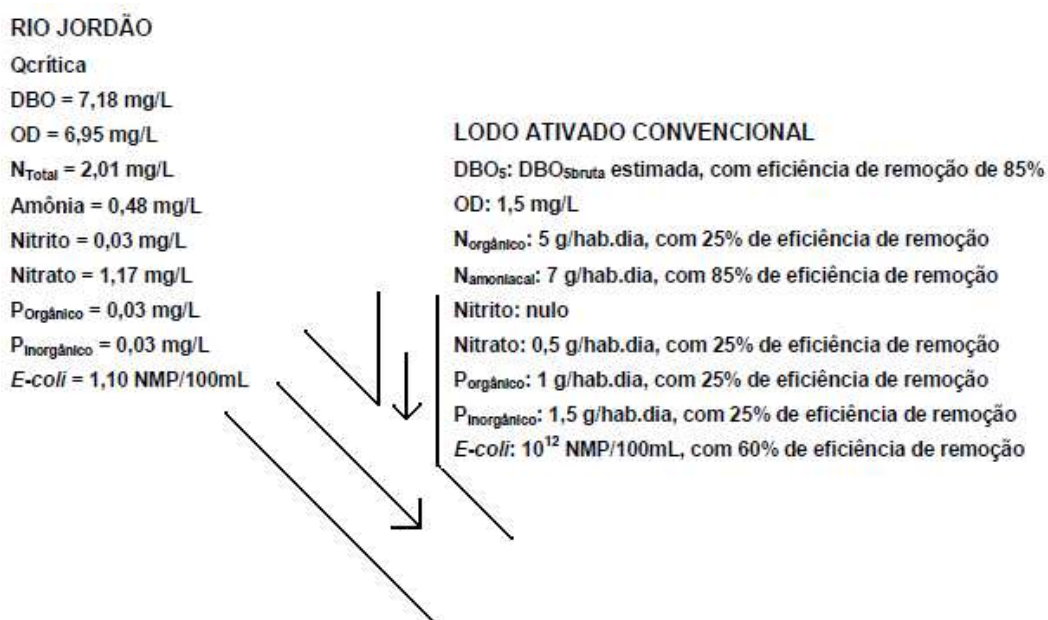 RIO JORDÃO
Qcrítica
DBO = 7,18 mg/L
OD = 6,95 mg/L
NTotal = 2,01 mg/L
Amônia = 0,48 mg/L
Nitrito = 0,03 mg/L
Nitrato = 1,17 mg/L
POrgânico = 0,03 mg/L
PInorgânico = 0,03 mg/L
E-coli = 1,10 NMP/100mL
LODO ATIVADO CONVENCIONAL
DBO5: DBO5bruta estimada, com eficiência de remoção de 85%
OD: 1,5 mg/L
Norgânico: 5 g/hab.dia, com 25% de eficiência de remoção
Namoniacal: 7 g/hab.dia, com 85% de eficiência de remoção
Nitrito: nulo
Nitrato: 0,5 g/hab.dia, com 25% de eficiência de remoção
Porgânico: 1 g/hab.dia, com 25% de eficiência de remoção
PInorgânico: 1,5 g/hab.dia, com 25% de eficiência de remoção
E-coli: 10¹² NMP/100mL, com 60% de eficiência de remoção